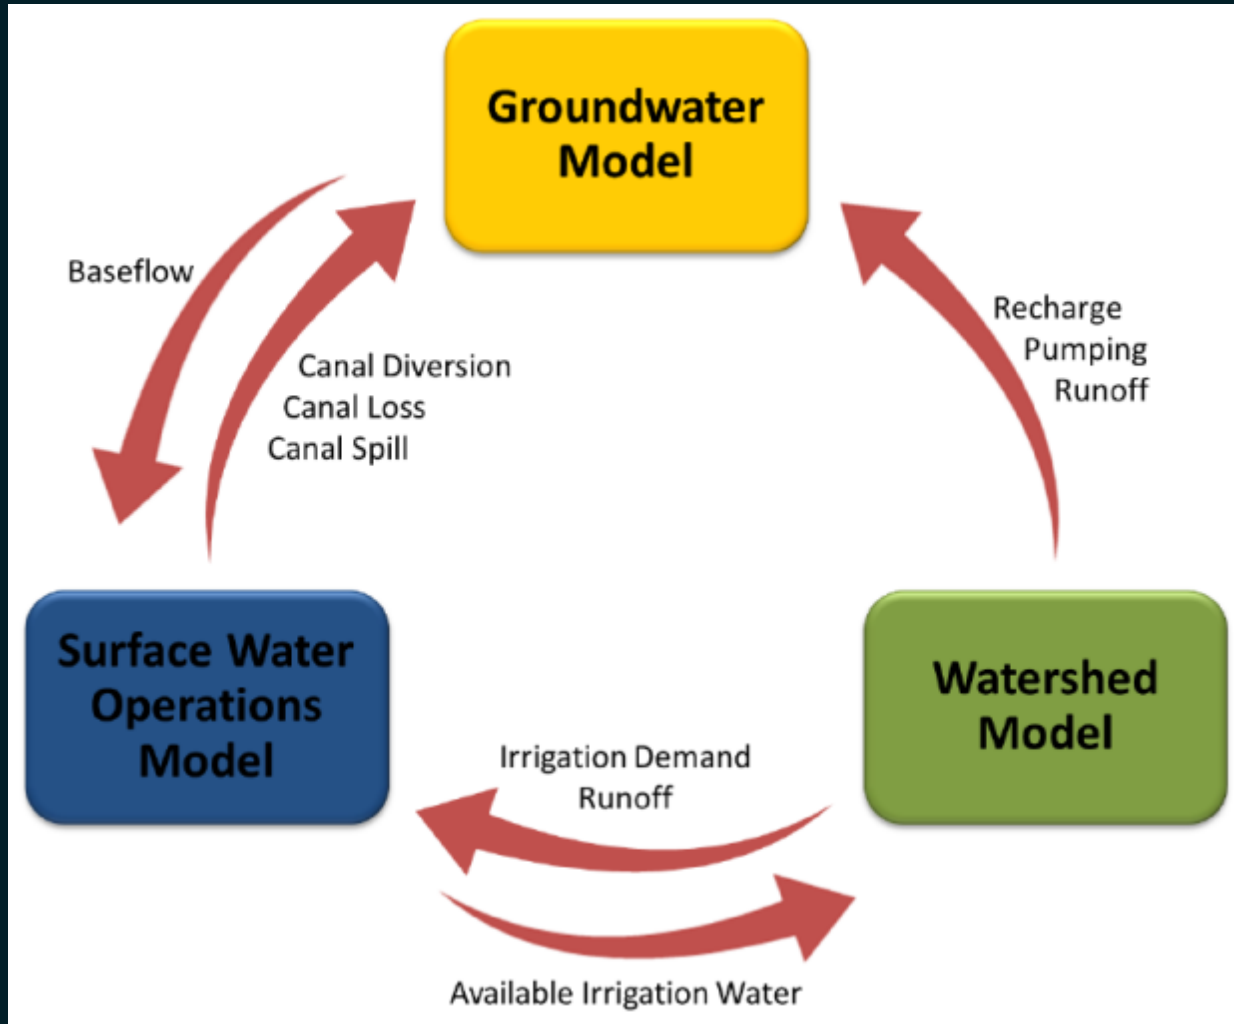 Groundwater
Model
Baseflow
Canal Diversion
Canal Loss
Canal Spill
Recharge
Pumping
Runoff
Surface Water
Operations
Model
Watershed
Model
Irrigation Demand
Runoff
Available Irrigation Water